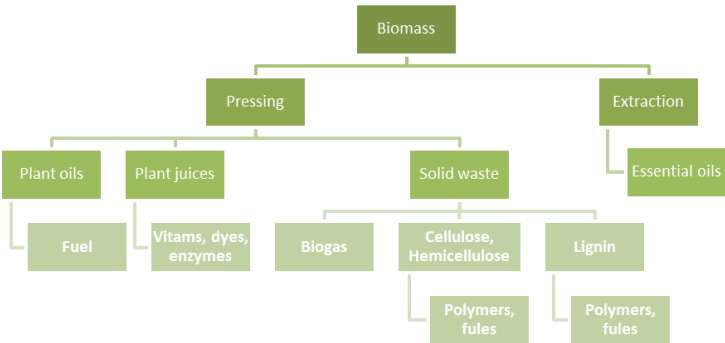 Biomass
Pressing
Extraction
Plant oils
Plant juices
Solid waste
Essential oils
Fuel
Vitams, dyes,
enzymes
Biogas
Cellulose,
Hemicellulose
Lignin
Polymers,
fules
Polymers,
fules